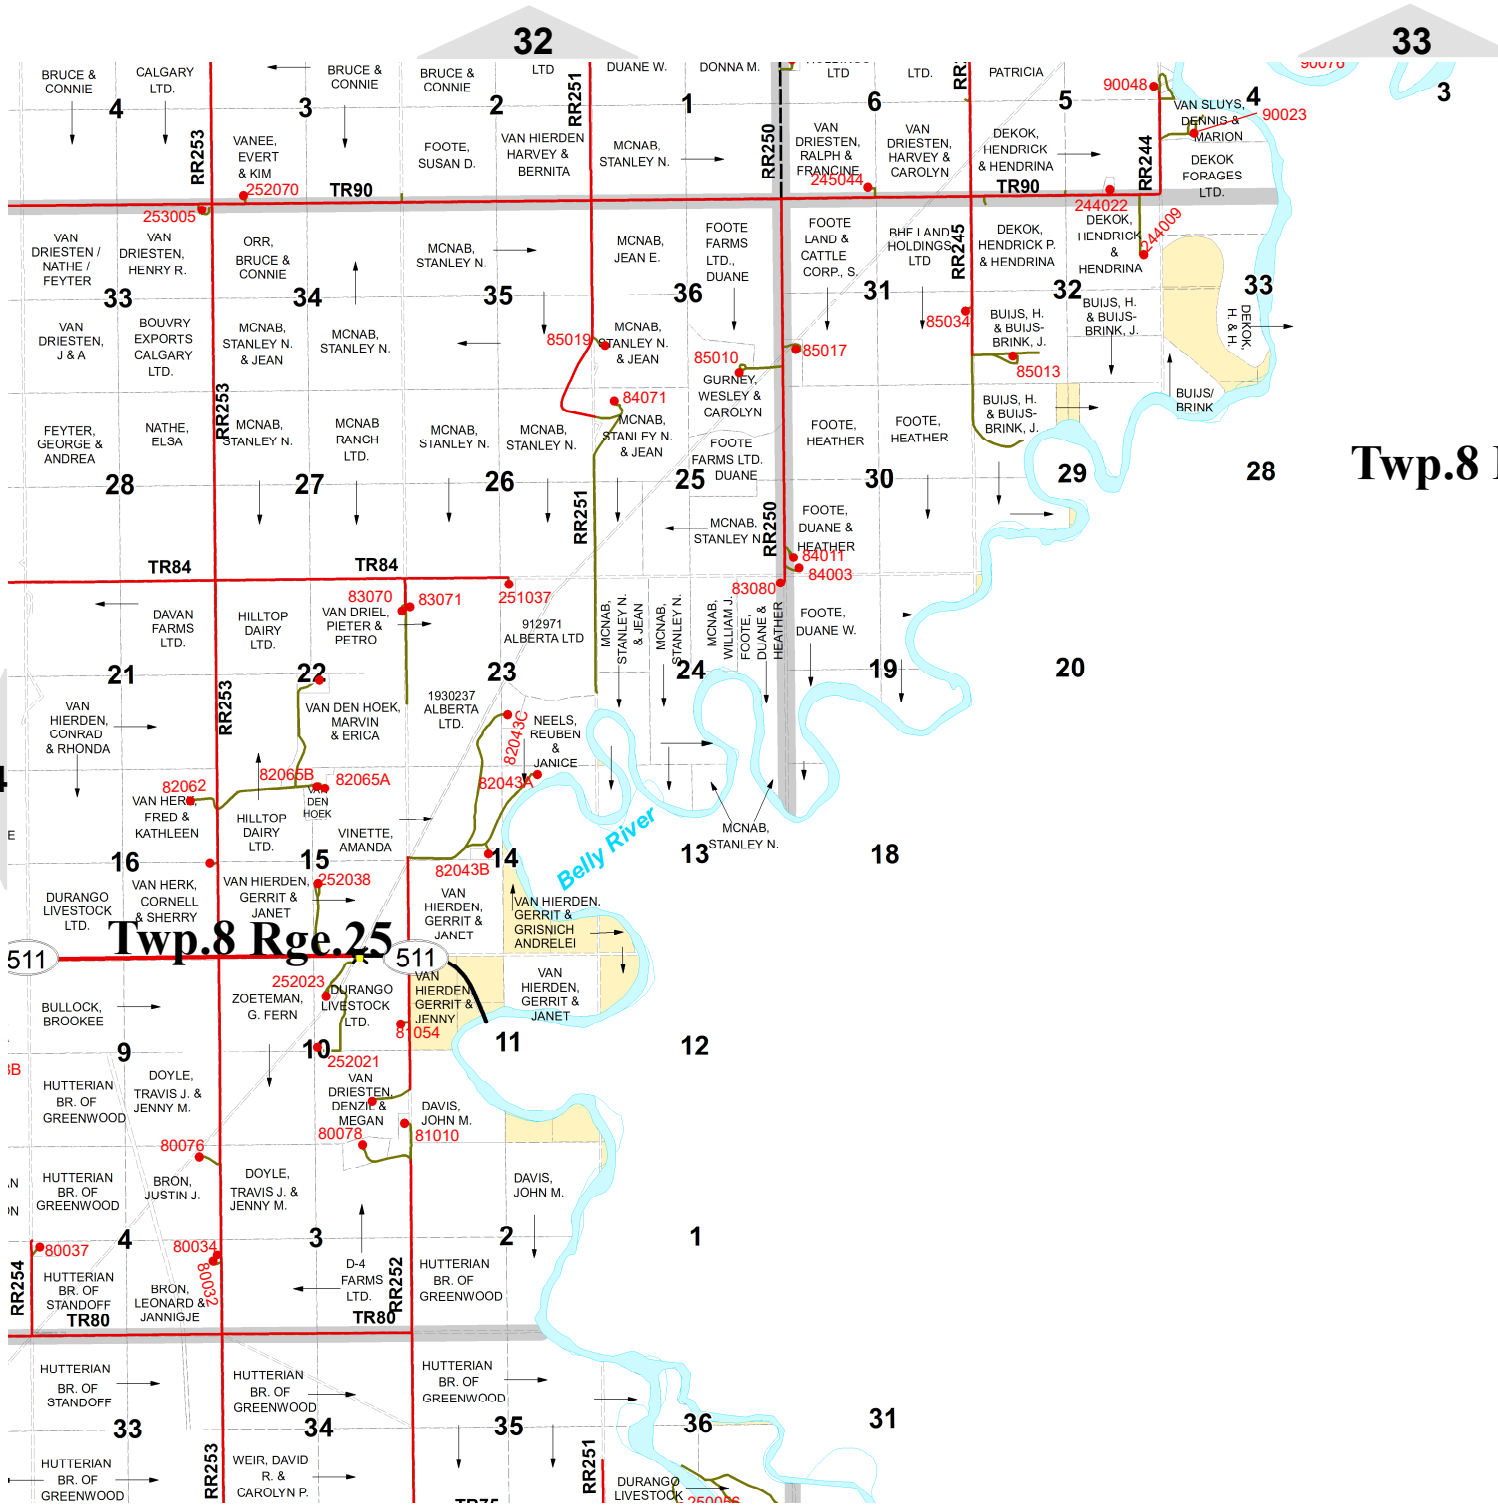 32
33
BRUCE &
CONNIE
CALGARY
LTD.
BRUCE &
CONNIE
BRUCE &
CONNIE
LTD
RR251
DUANE W.
DONNA M.
LTD
LTD.
PATRICIA
90048
90076
4
3
2
1
6
5
4
3
VAN SLUYS,
DENNIS &
MARION
90023
RR253
VANEE,
EVERT
& KIM
252070
FOOTE,
SUSAN D.
VAN HIERDEN
HARVEY &
BERNITA
MCNAB,
STANLEY N.
RR250
VAN
DRIESTEN,
RALPH &
FRANCINE
245044
VAN
DRIESTEN,
HARVEY &
CAROLYN
DEKOK,
HENDRICK
& HENDRINA
RR244
DEKOK
FORAGES
LTD.
TR90
TR90
253005
244022
244009
VAN
DRIESTEN /
NATHE /
FEYTER
VAN
DRIESTEN,
HENRY R.
ORR,
BRUCE &
CONNIE
MCNAB,
STANLEY N.
MCNAB,
JEAN E.
FOOTE
FARMS
LTD.,
DUANE
FOOTE
LAND &
CATTLE
CORP., S.
BHF LAND
HOLDINGS
LTD
RR245
DEKOK,
HENDRICK P.
& HENDRINA
DEKOK,
HENDRICK
&
HENDRINA
33
34
35
36
31
32
33
VAN
DRIESTEN,
J & A
BOUVRY
EXPORTS
CALGARY
LTD.
MCNAB,
STANLEY N.
& JEAN
MCNAB,
STANLEY N.
85019
MCNAB,
STANLEY N.
& JEAN
85010
85017
85034
BUIJS, H.
& BUIJS-
BRINK, J.
BUIJS, H.
& BUIJS-
BRINK, J.
DEKOK,
H. & H.
85013
GURNEY,
WESLEY &
CAROLYN
84071
BUIJS/
BRINK
RR253
FEYTER,
GEORGE &
ANDREA
NATHE,
ELSA
MCNAB,
STANLEY N.
MCNAB
RANCH
LTD.
MCNAB,
STANLEY N.
MCNAB,
STANLEY N.
MCNAB,
STANLEY N.
& JEAN
FOOTE
FARMS LTD.
DUANE
FOOTE,
HEATHER
FOOTE,
HEATHER
BUIJS, H.
& BUIJS-
BRINK, J.
Twp.8
28
27
26
25
30
29
28
RR251
MCNAB,
STANLEY N.
RR250
FOOTE,
DUANE &
HEATHER
84011
84003
TR84
TR84
83070
83071
251037
83080
DAVAN
FARMS
LTD.
HILLTOP
DAIRY
LTD.
VAN DRIEL,
PIETER &
PETRO
912971
ALBERTA LTD
MCNAB,
STANLEY N.
& JEAN
MCNAB,
STANLEY N.
MCNAB,
WILLIAM J.
FOOTE,
DUANE &
HEATHER
FOOTE,
DUANE W.
21
22
23
24
19
20
VAN
HIERDEN,
CONRAD
& RHONDA
RR253
VAN DEN HOEK,
MARVIN
& ERICA
1930237
ALBERTA
LTD.
82043C
NEELS,
REUBEN
&
JANICE
82062
82065B
82065A
82043A
VAN HERK,
FRED &
KATHLEEN
VAN
DEN
HOEK
HILLTOP
DAIRY
LTD.
VINETTE,
AMANDA
Belly River
MCNAB,
STANLEY N.
E
16
15
14
13
18
82043B
DURANGO
LIVESTOCK
LTD.
VAN HERK,
CORNELL
& SHERRY
VAN HIERDEN,
GERRIT &
JANET
252038
VAN
HIERDEN,
GERRIT &
JANET
VAN HIERDEN.
GERRIT &
GRISNICH
ANDRELEI
Twp.8 Rge.25
511
511
252023
BULLOCK,
BROOKEE
ZOETEMAN,
G. FERN
DURANGO
LIVESTOCK
LTD.
VAN
HIERDEN,
GERRIT &
JENNY
VAN
HIERDEN,
GERRIT &
JANET
81054
9
10
11
12
252021
HUTTERIAN
BR. OF
GREENWOOD
DOYLE,
TRAVIS J. &
JENNY M.
VAN
DRIESTEN,
DENZIL &
MEGAN
DAVIS,
JOHN M.
80078
81010
80076
HUTTERIAN
BR. OF
GREENWOOD
BRON,
JUSTIN J.
DOYLE,
TRAVIS J. &
JENNY M.
DAVIS,
JOHN M.
4
3
2
1
80037
80034
80032
RR254
HUTTERIAN
BR. OF
STANDOFF
BRON,
LEONARD &
JANNIGJE
D-4
FARMS
LTD.
RR252
HUTTERIAN
BR. OF
GREENWOOD
TR80
TR80
HUTTERIAN
BR. OF
STANDOFF
HUTTERIAN
BR. OF
GREENWOOD
HUTTERIAN
BR. OF
GREENWOOD
33
34
35
36
31
HUTTERIAN
BR. OF
GREENWOOD
RR253
WEIR, DAVID
R. &
CAROLYN P.
RR251
DURANGO
LIVESTOCK
250056
TR75